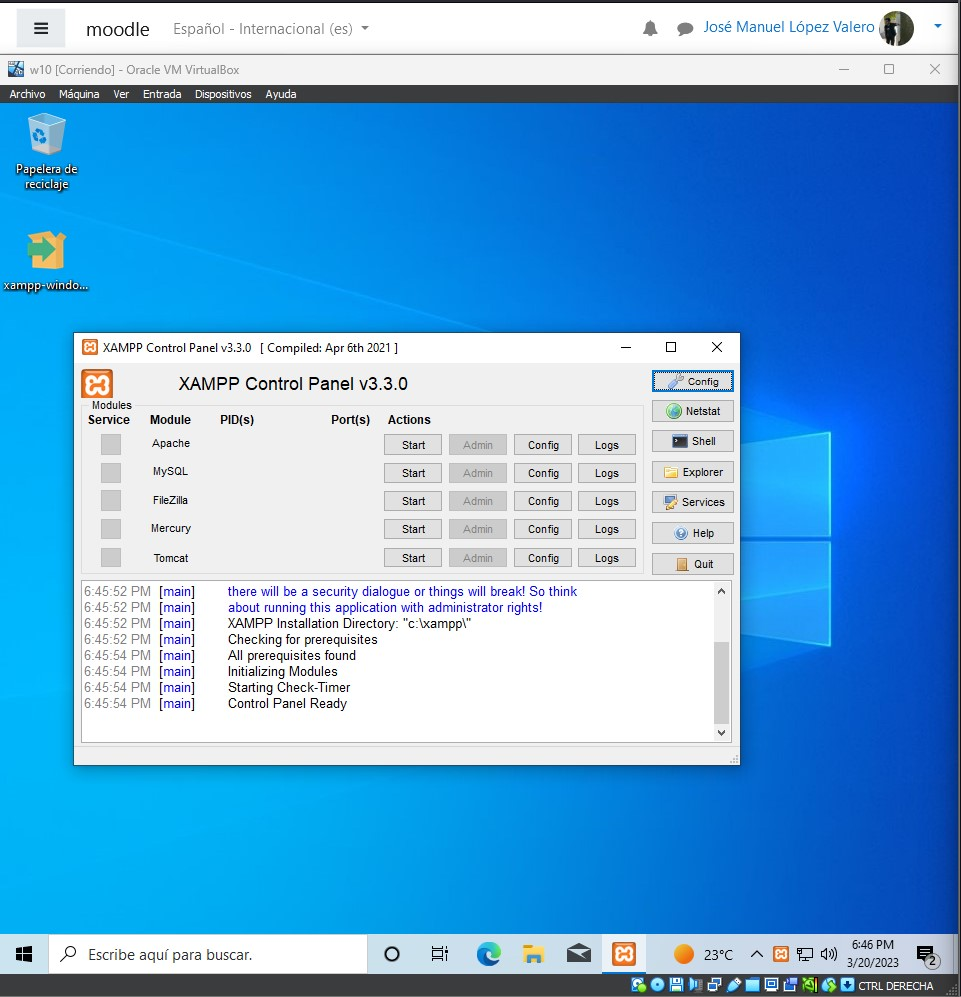 moodle Español - Internacional (es) José Manuel López Valero
w10 [Corriendo] - Oracle VM VirtualBox
Archivo Máquina Ver Entrada Dispositivos Ayuda
Papelera de
reciclaje
xampp-windo...
XAMPP Control Panel v3.3.0 [ Compiled: Apr 6th 2021 ]
XAMPP Control Panel v3.3.0
Config
Modules
Service Module PID(s) Port(s) Actions
Netstat
Apache Start Admin Config Logs
Shell
MySQL Start Admin Config Logs
Explorer
FileZilla Start Admin Config Logs
Services
Mercury Start Admin Config Logs
Help
Tomcat Start Admin Config Logs
Quit
6:45:52 PM [main] there will be a security dialogue or things will break! So think
6:45:52 PM [main] about running this application with administrator rights!
6:45:52 PM [main] XAMPP Installation Directory: "c:\xampp\"
6:45:52 PM [main] Checking for prerequisites
6:45:54 PM [main] All prerequisites found
6:45:54 PM [main] Initializing Modules
6:45:54 PM [main] Starting Check-Timer
6:45:54 PM [main] Control Panel Ready
Escribe aquí para buscar.
23°C
6:46 PM
3/20/2023
2
CTRL DERECHA